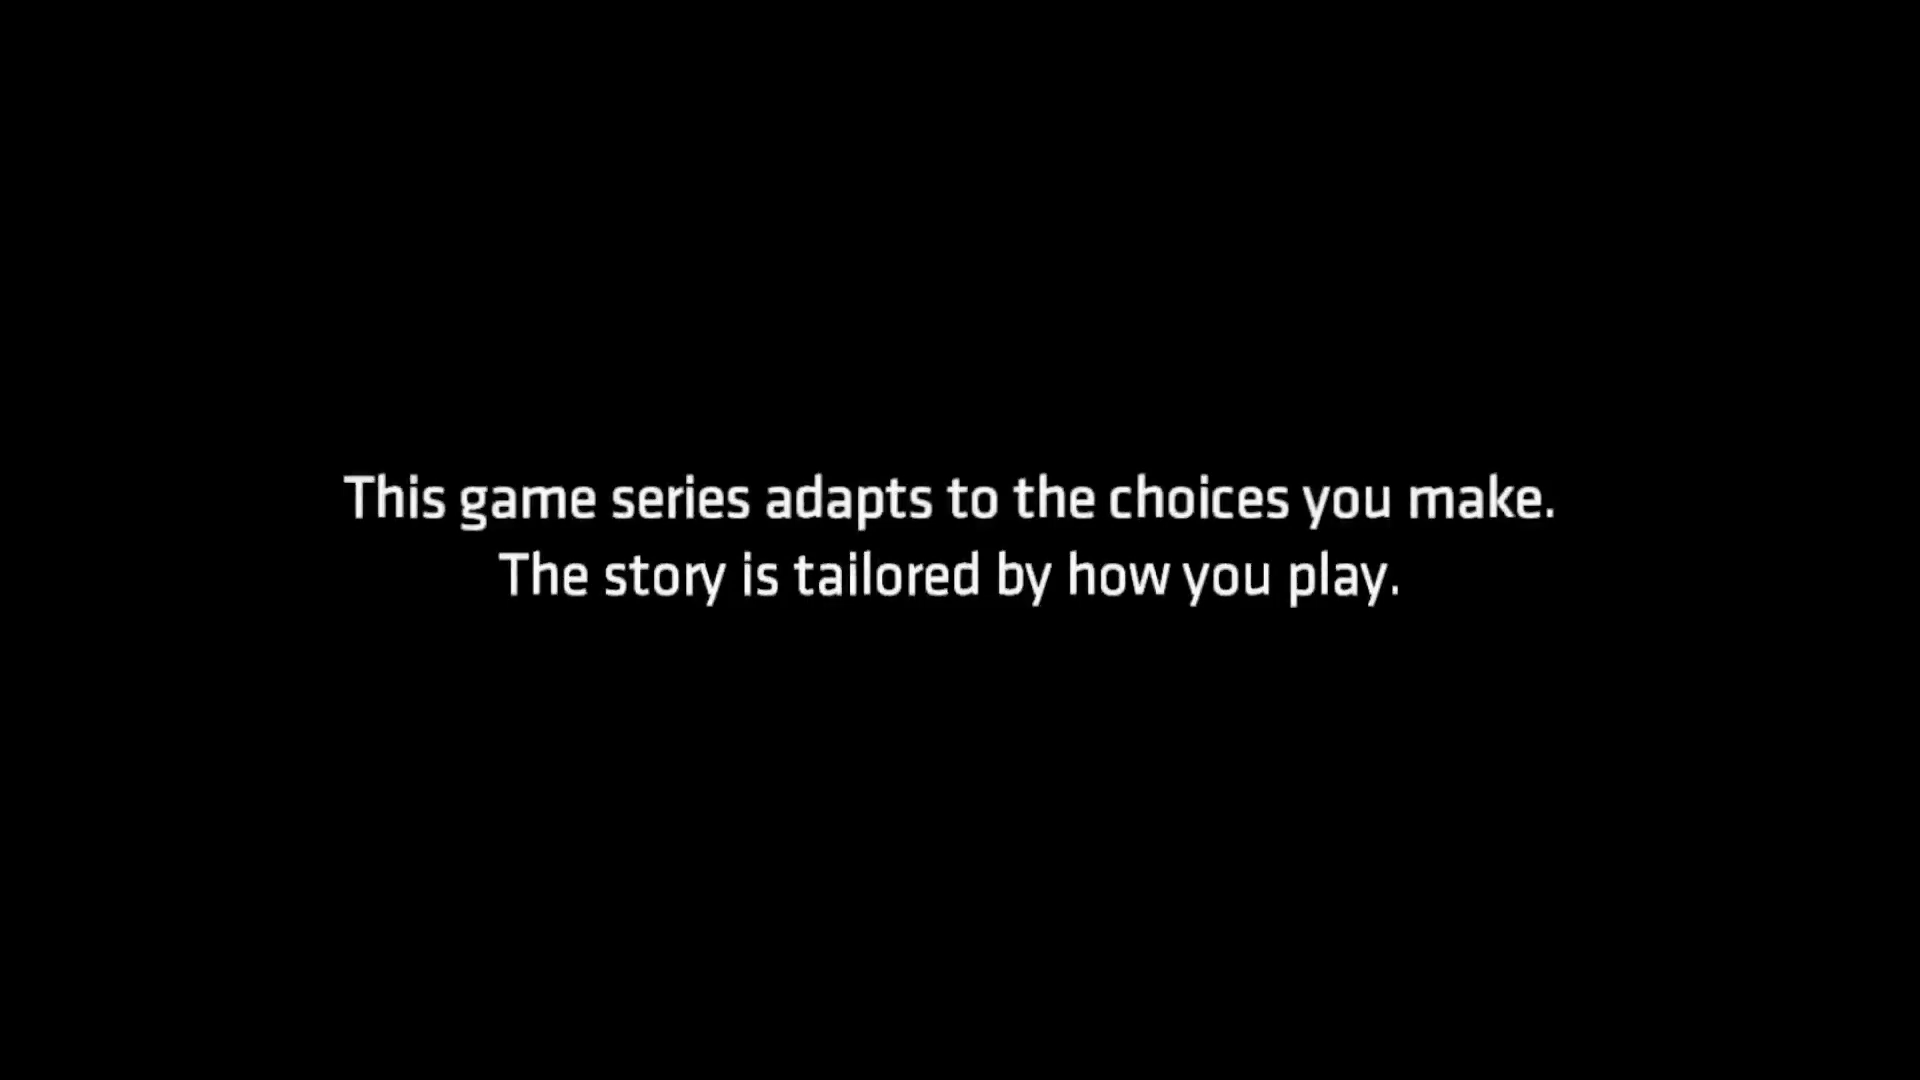 This game series adapts to the choices you make.
The story is tailored by how you play.